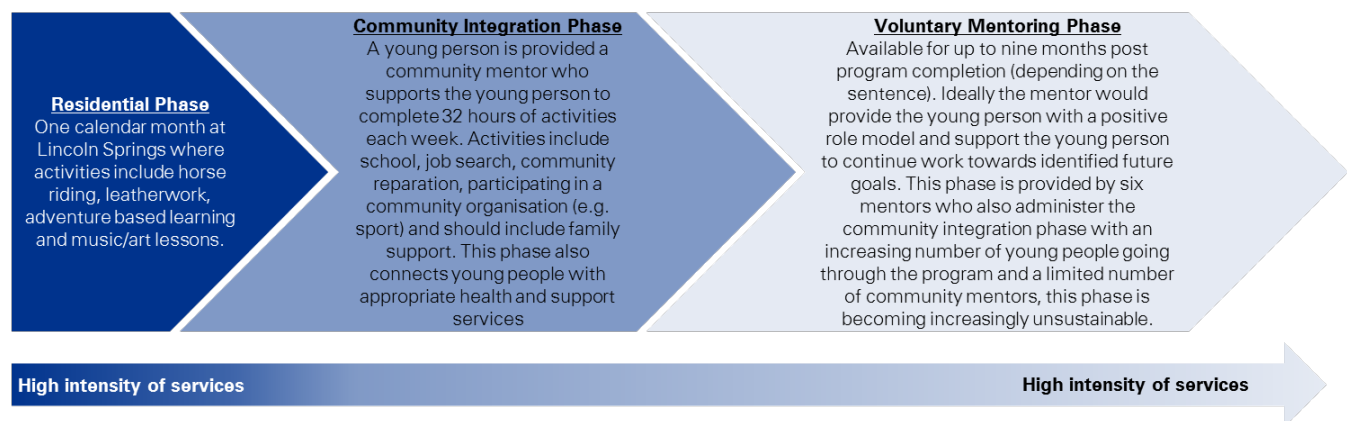 Residential Phase
One calendar month at
Lincoln Springs where
activities include horse
riding, leatherwork,
adventure based learning
and music/art lessons.
Community Integration Phase
A young person is provided a
community mentor who
supports the young person to
complete 32 hours of activities
each week. Activities include
school, job search, community
reparation, participating in a
community organisation (e.g.
sport) and should include family
support. This phase also
connects young people with
appropriate health and support
services
Voluntary Mentoring Phase
Available for up to nine months post
program completion (depending on the
sentence). Ideally the mentor would
provide the young person with a positive
role model and support the young person
to continue work towards identified future
goals. This phase is provided by six
mentors who also administer the
community integration phase with an
increasing number of young people going
through the program and a limited number
of community mentors, this phase is
becoming increasingly unsustainable.
High intensity of services
High intensity of services